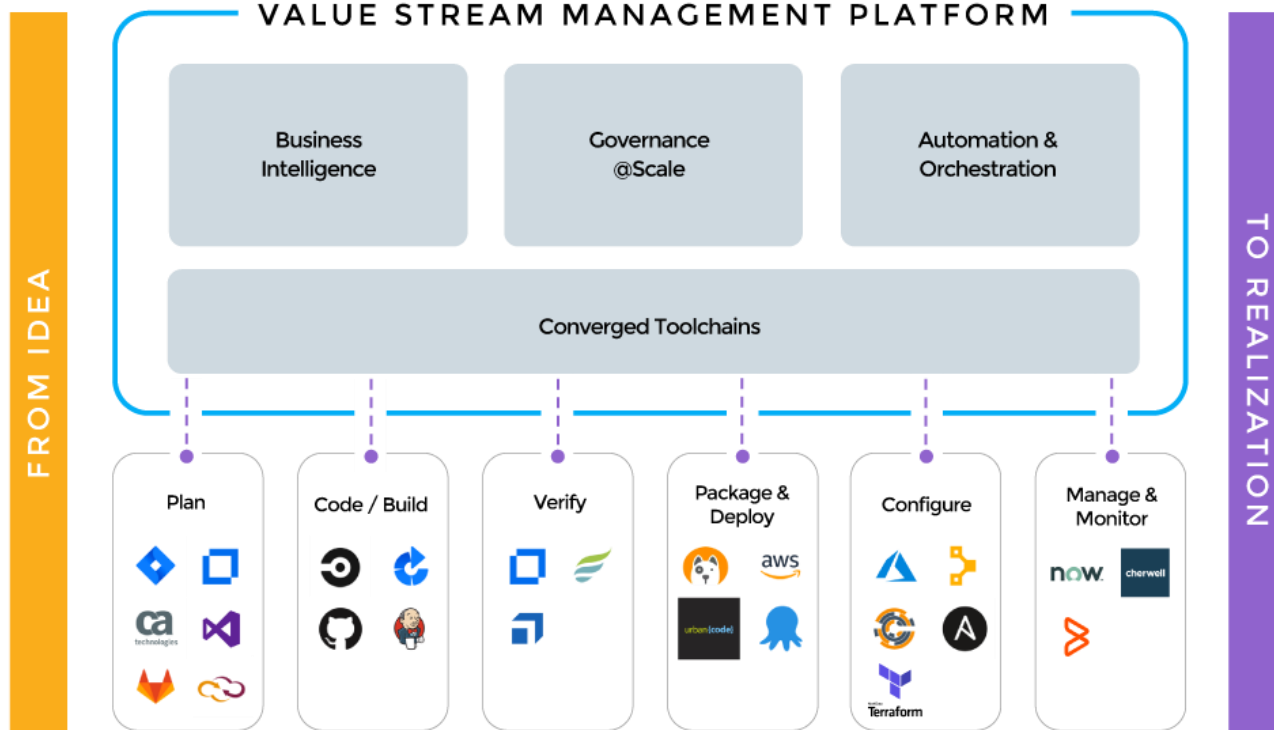 VALUE STREAM MANAGEMENT PLATFORM
FROM IDEA
TO REALIZATION
Business
Intelligence
Governance
@Scale
Automation &
Orchestration
Converged Toolchains
Plan
ca
technologies
Code / Build
Verify
Package &
Deploy
aws
urban{code}
Configure
Terraform
Manage &
Monitor
now.
cherwell